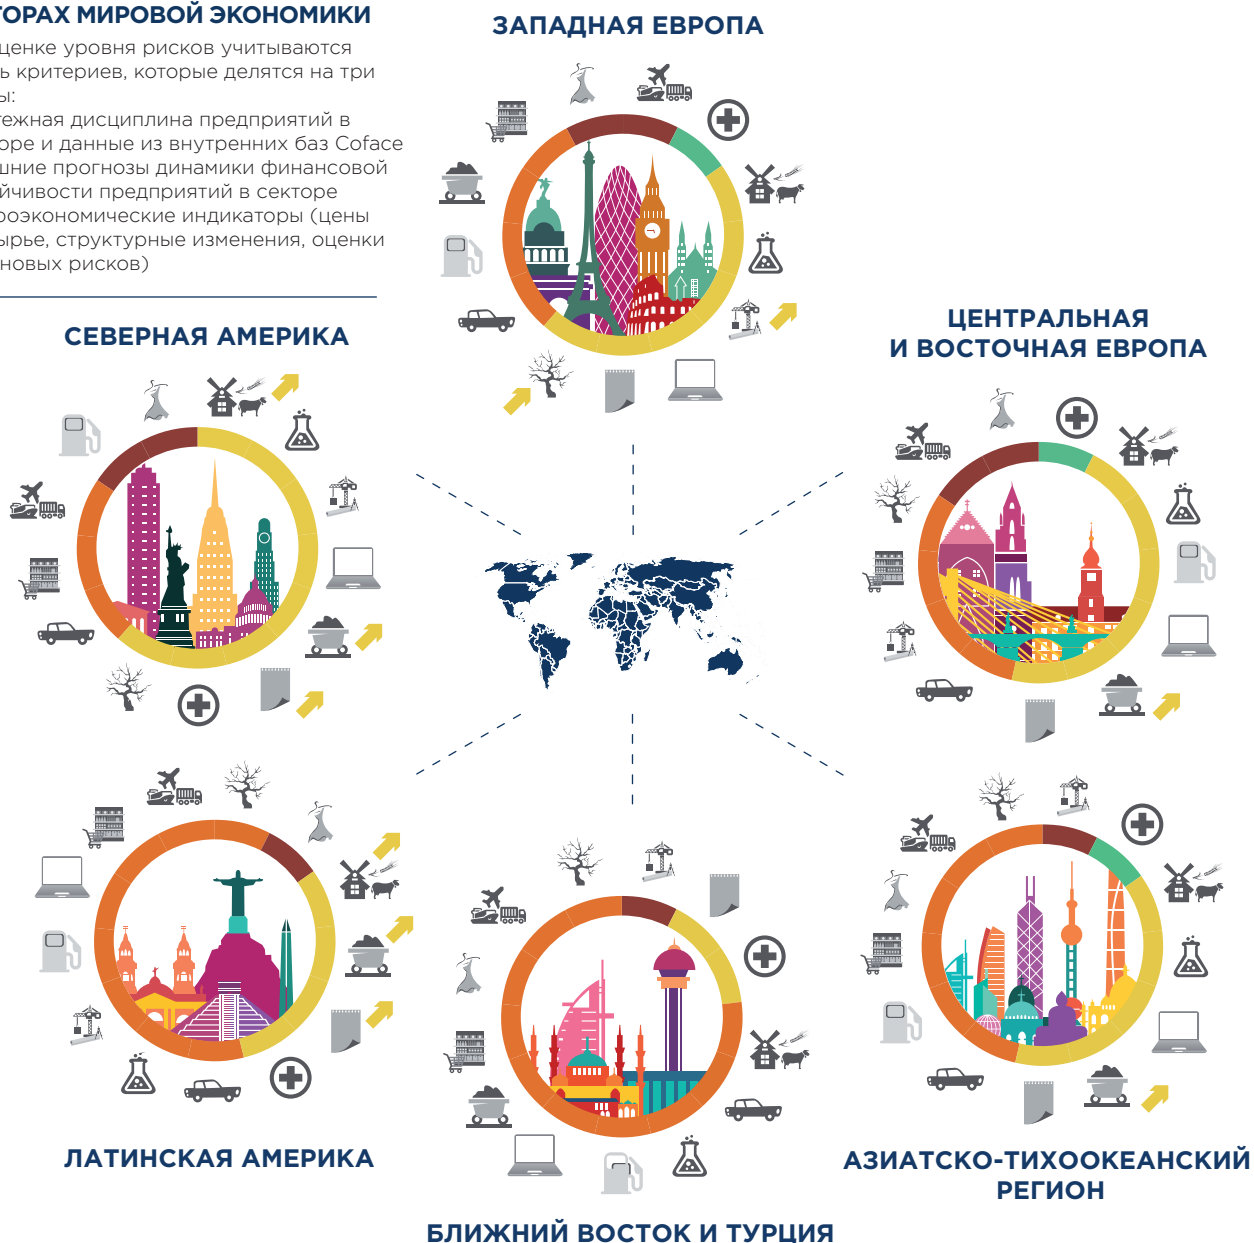 ТОРАХ МИРОВОЙ ЭКОНОМИКИ
ценке уровня рисков учитываются
ь критериев, которые делятся на три
ы:
тежная дисциплина предприятий в
оре и данные из внутренних баз Coface
шние прогнозы динамики финансовой
йчивости предприятий в секторе
роэкономические индикаторы (цены
ырье, структурные изменения, оценки
новых рисков)
ЗАПАДНАЯ ЕВРОПА
СЕВЕРНАЯ АМЕРИКА
ЦЕНТРАЛЬНАЯ
И ВОСТОЧНАЯ ЕВРОПА
ЛАТИНСКАЯ АМЕРИКА
АЗИАТСКО-ТИХООКЕАНСКИЙ
РЕГИОН
БЛИЖНИЙ ВОСТОК И ТУРЦИЯ